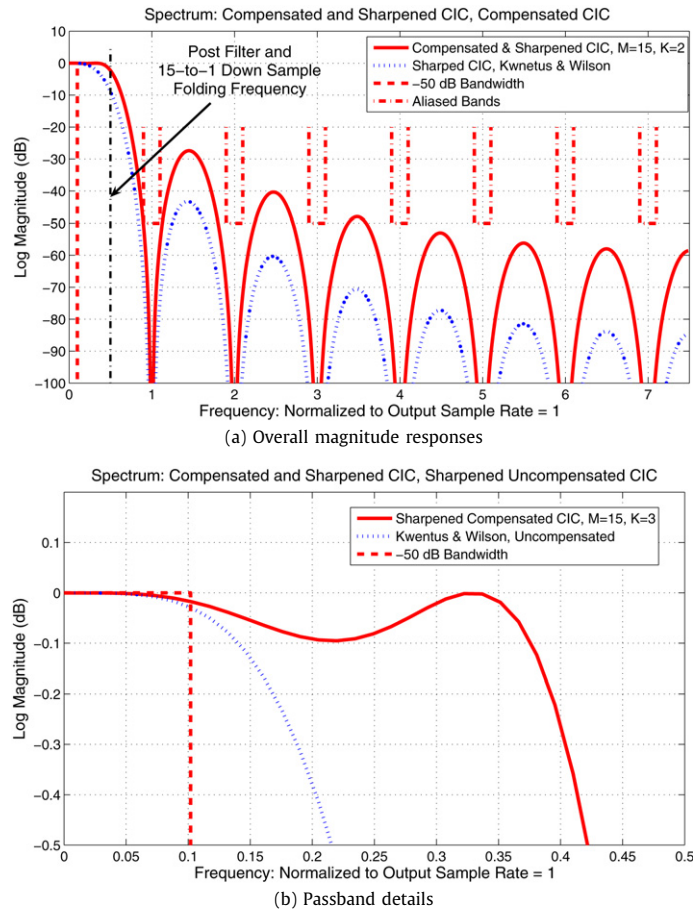 Spectrum: Compensated and Sharpened CIC, Compensated CIC
10
0
−10
−20
−30
−40
−50
−60
−70
−80
−90
−100
Log Magnitude (dB)
Post Filter and
15−to−1 Down Sample
Folding Frequency
Compensated & Sharpened CIC, M=15, K=2
Sharped CIC, Kwnetus & Wilson
−50 dB Bandwidth
Aliased Bands
0 1 2 3 4 5 6 7
Frequency: Normalized to Output Sample Rate = 1
(a) Overall magnitude responses
Spectrum: Compensated and Sharpened CIC, Sharpened Uncompensated CIC
0.1
0
−0.1
−0.2
−0.3
−0.4
−0.5
Log Magnitude (dB)
Sharpened Compensated CIC, M=15, K=3
Kwentus & Wilson, Uncompensated
−50 dB Bandwidth
0 0.05 0.1 0.15 0.2 0.25 0.3 0.35 0.4 0.45 0.5
Frequency: Normalized to Output Sample Rate = 1
(b) Passband details